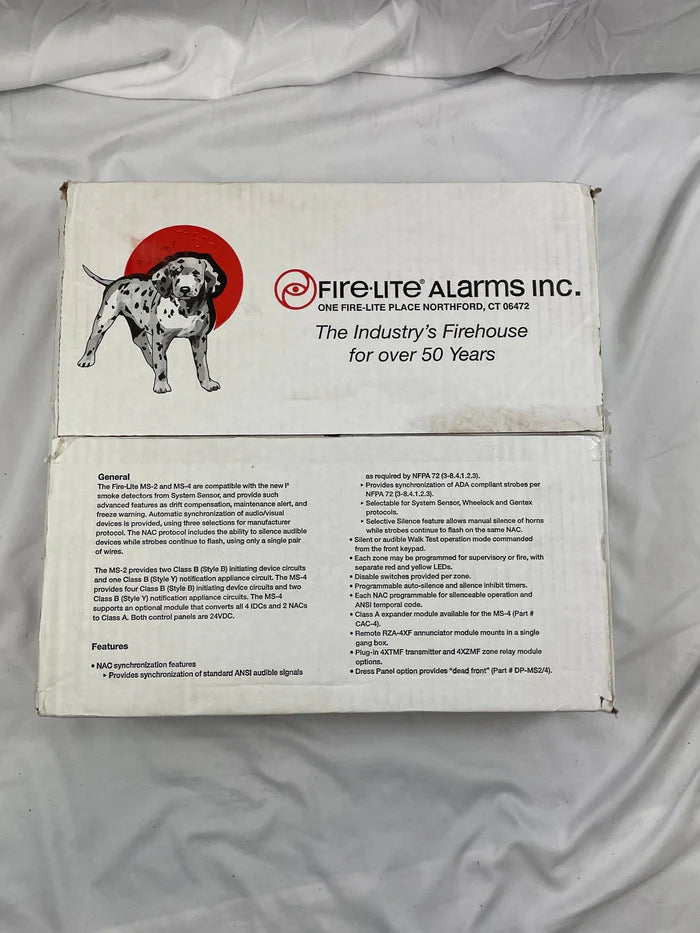 FIRE·LITE® ALARMS INC.
ONE FIRE-LITE PLACE NORTHFORD, CT 06472
The Industry's Firehouse
for over 50 Years
General
The Fire-Lite MS-2 and MS-4 are compatible with the new I³
smoke detectors from System Sensor, and provide such
advanced features as drift compensation, maintenance alert, and
freeze warning. Automatic synchronization of audio/visual
devices is provided, using three selections for manufacturer
protocol. The NAC protocol includes the ability to silence audible
devices while strobes continue to flash, using only a single pair
of wires.
The MS-2 provides two Class B (Style B) initiating device circuits
and one Class B (Style Y) notification appliance circuit. The MS-4
provides four Class B (Style B) initiating device circuits and two
Class B (Style Y) notification appliance circuits. The MS-4
supports an optional module that converts all 4 IDCs and 2 NACs
to Class A. Both control panels are 24VDC.
Features
• NAC synchronization features
▸ Provides synchronization of standard ANSI audible signals
as required by NFPA 72 (3-8.4.1.2.3).
▸ Provides synchronization of ADA compliant strobes per
NFPA 72 (3-8.4.1.2.3).
▸ Selectable for System Sensor, Wheelock and Gentex
protocols.
▸ Selective Silence feature allows manual silence of horns
while strobes continue to flash on the same NAC.
• Silent or audible Walk Test operation mode commanded
from the front keypad.
• Each zone may be programmed for supervisory or fire, with
separate red and yellow LEDs.
• Disable switches provided per zone.
• Programmable auto-silence and silence inhibit timers.
• Each NAC programmable for silenceable operation and
ANSI temporal code.
• Class A expander module available for the MS-4 (Part #
CAC-4).
• Remote RZA-4XF annunciator module mounts in a single
gang box.
• Plug-in 4XTMF transmitter and 4XZMF zone relay module
options.
• Dress Panel option provides "dead front" (Part # DP-MS2/4).